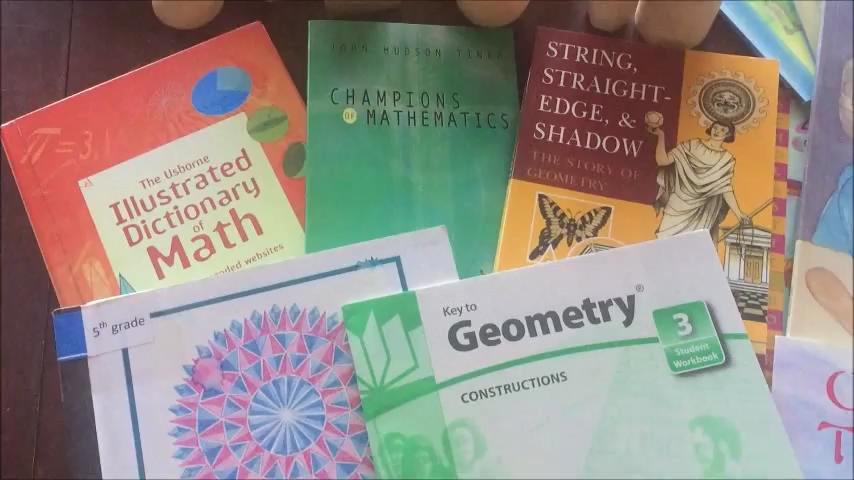 π=3.1
The Usborne
Illustrated
Dictionary
of
Math
websites
JOHN HUDSON TINER
CHAMPIONS
OF MATHEMATICS
STRING,
STRAIGHT-
EDGE, &
SHADOW
THE STORY OF
GEOMETRY
5th grade
Key to
Geometry®
3
Student
Workbook
CONSTRUCTIONS